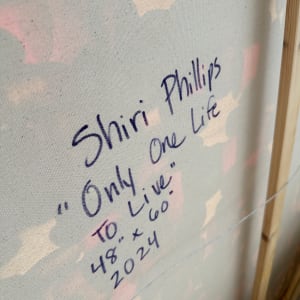 Shiri Phillips
"Only One Life
To Live"
48" x 60"
2024